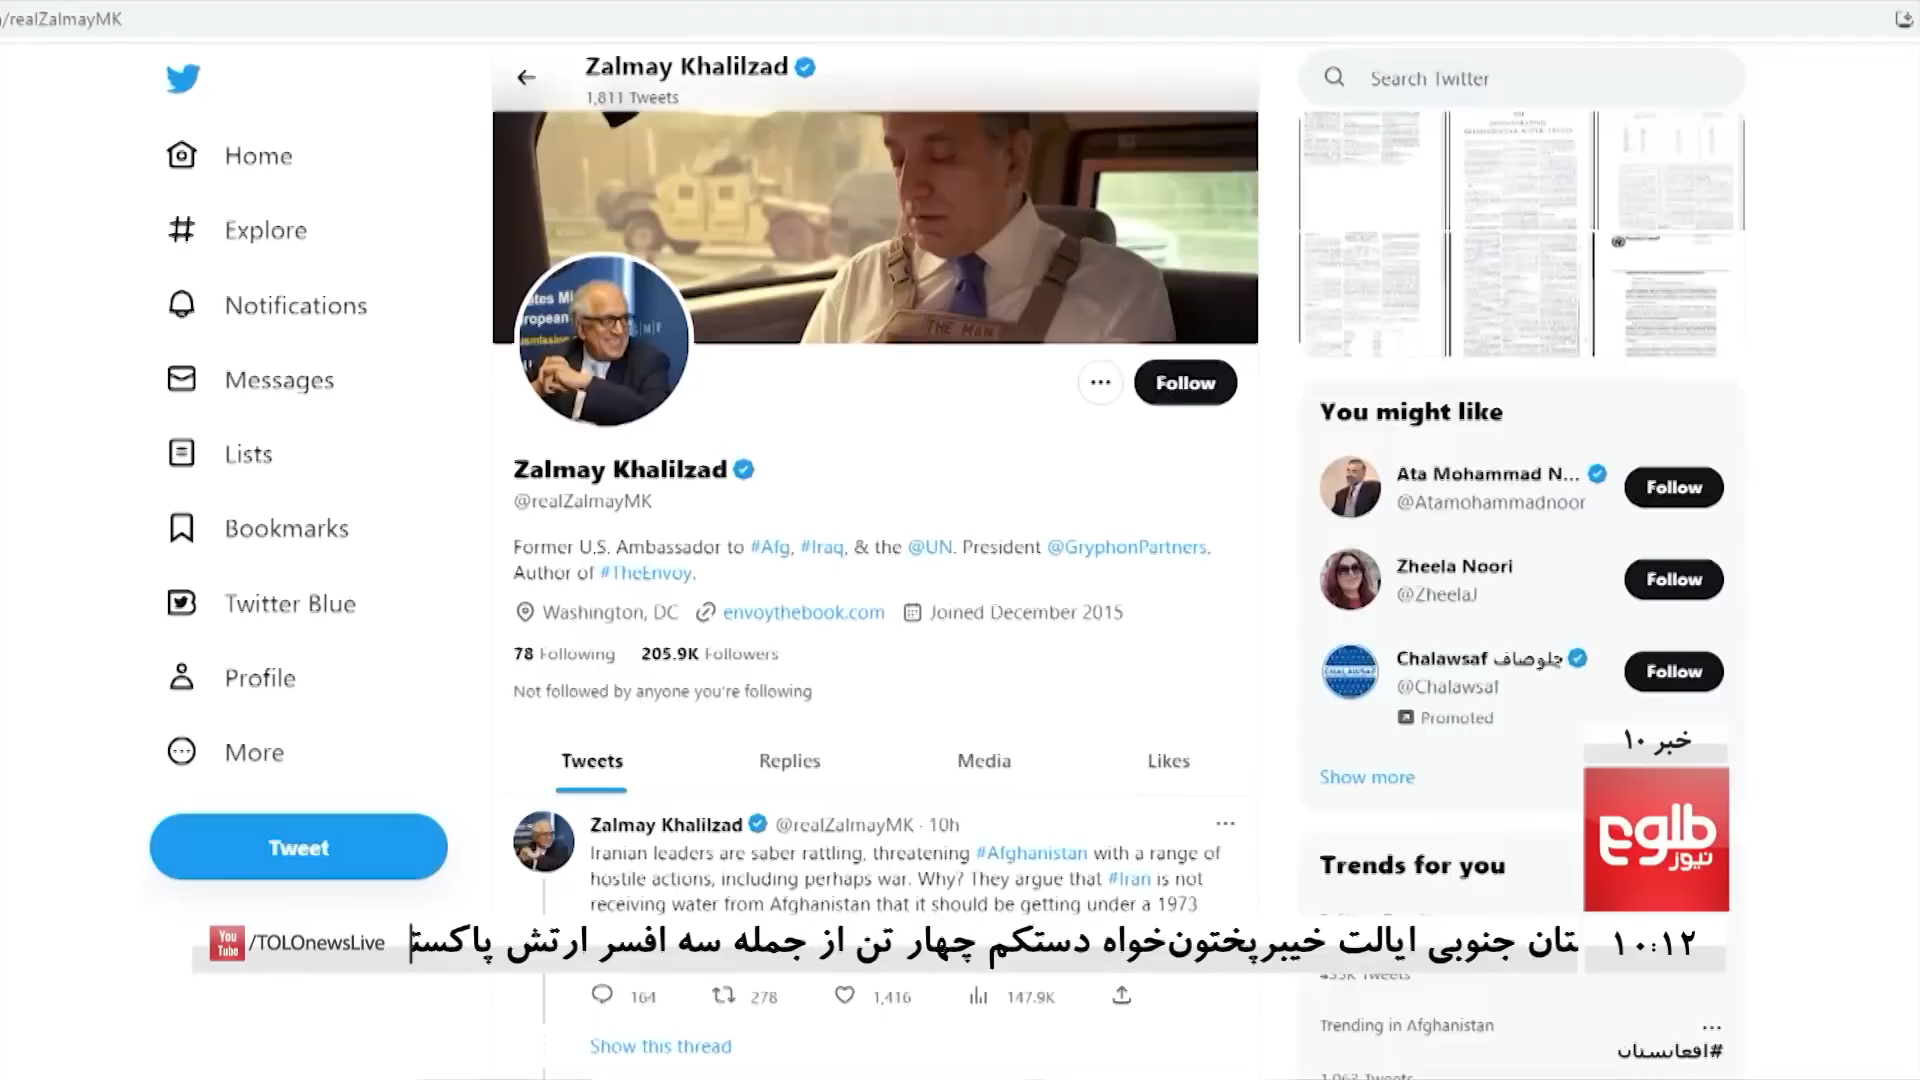 /realZalmayMK
Home
Explore
Notifications
Messages
Lists
Bookmarks
Twitter Blue
Profile
More
Tweet
Zalmay Khalilzad
1,811 Tweets
THE MAN
Follow
Zalmay Khalilzad
@realZalmayMK
Former U.S. Ambassador to #Afg, #Iraq, & the @UN. President @GryphonPartners.
Author of #TheEnvoy.
Washington, DC envoythebook.com Joined December 2015
78 Following 205.9K Followers
Not followed by anyone you're following
Tweets Replies Media Likes
Zalmay Khalilzad @realZalmayMK · 10h
Iranian leaders are saber rattling, threatening #Afghanistan with a range of
hostile actions, including perhaps war. Why? They argue that #Iran is not
receiving water from Afghanistan that it should be getting under a 1973
164 278 1,416 147.9K
Show this thread
Search Twitter
You might like
Ata Mohammad N...
@Atamohammadnoor
Follow
Zheela Noori
@ZheelaJ
Follow
Chalawsaf چلوصاف
@Chalawsaf
Follow
Promoted
Show more
Trends for you
Trending in Afghanistan
#افغانستان
خبر ۱۰
طلوع
نیوز
۱۰:۱۲
You Tube /TOLOnewsLive
ستان جنوبی ایالت خیبرپختون‌خواه دستکم چهار تن از جمله سه افسر ارتش پاکست